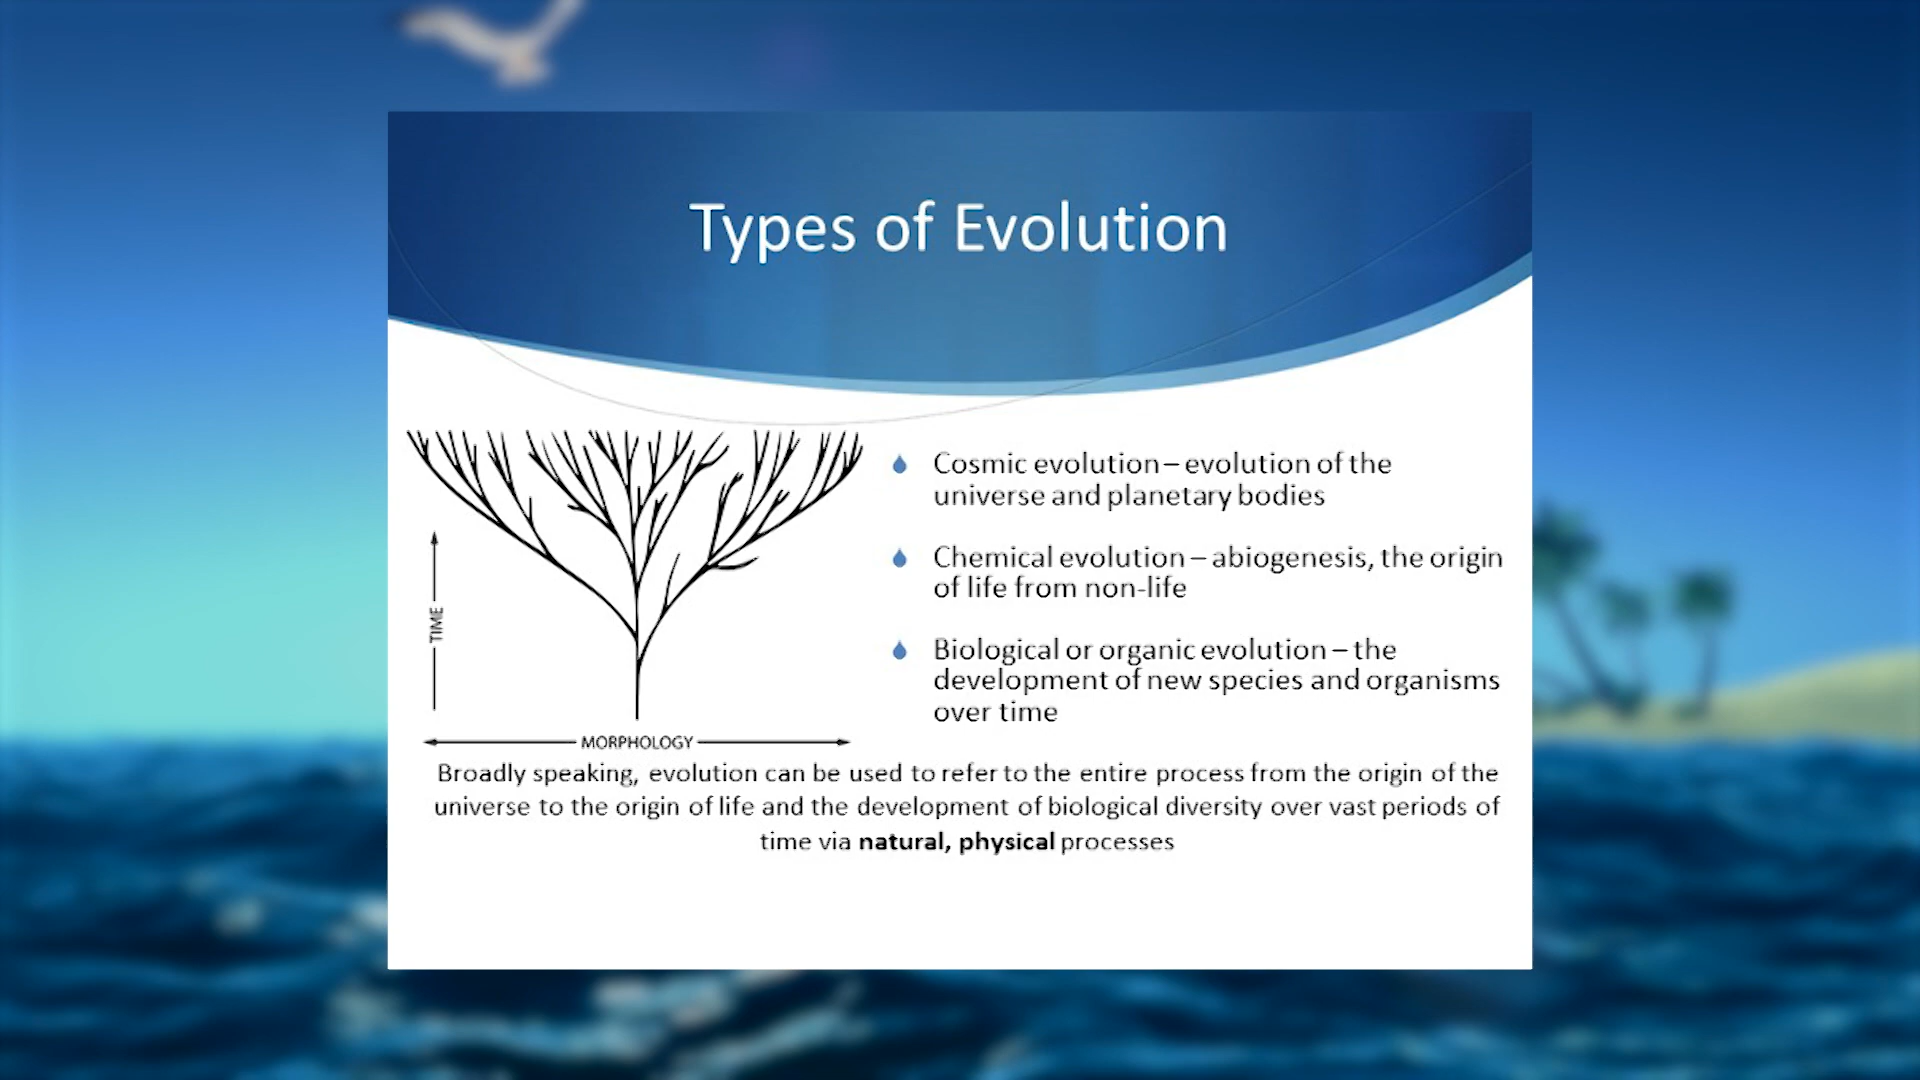 Types of Evolution
Cosmic evolution – evolution of the
universe and planetary bodies
Chemical evolution – abiogenesis, the origin
of life from non-life
Biological or organic evolution – the
development of new species and organisms
over time
TIME
MORPHOLOGY
Broadly speaking, evolution can be used to refer to the entire process from the origin of the
universe to the origin of life and the development of biological diversity over vast periods of
time via natural, physical processes